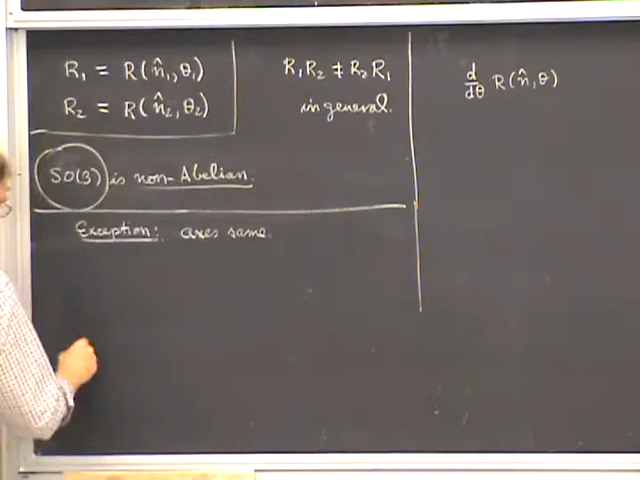 R₁ = R(n̂₁,θ₁)
R₂ = R(n̂₂,θ₂)
R₁R₂ ≠ R₂R₁
in general.
SO(3) is non-Abelian.
Exception: axes same.
d/dθ R(n̂,θ)